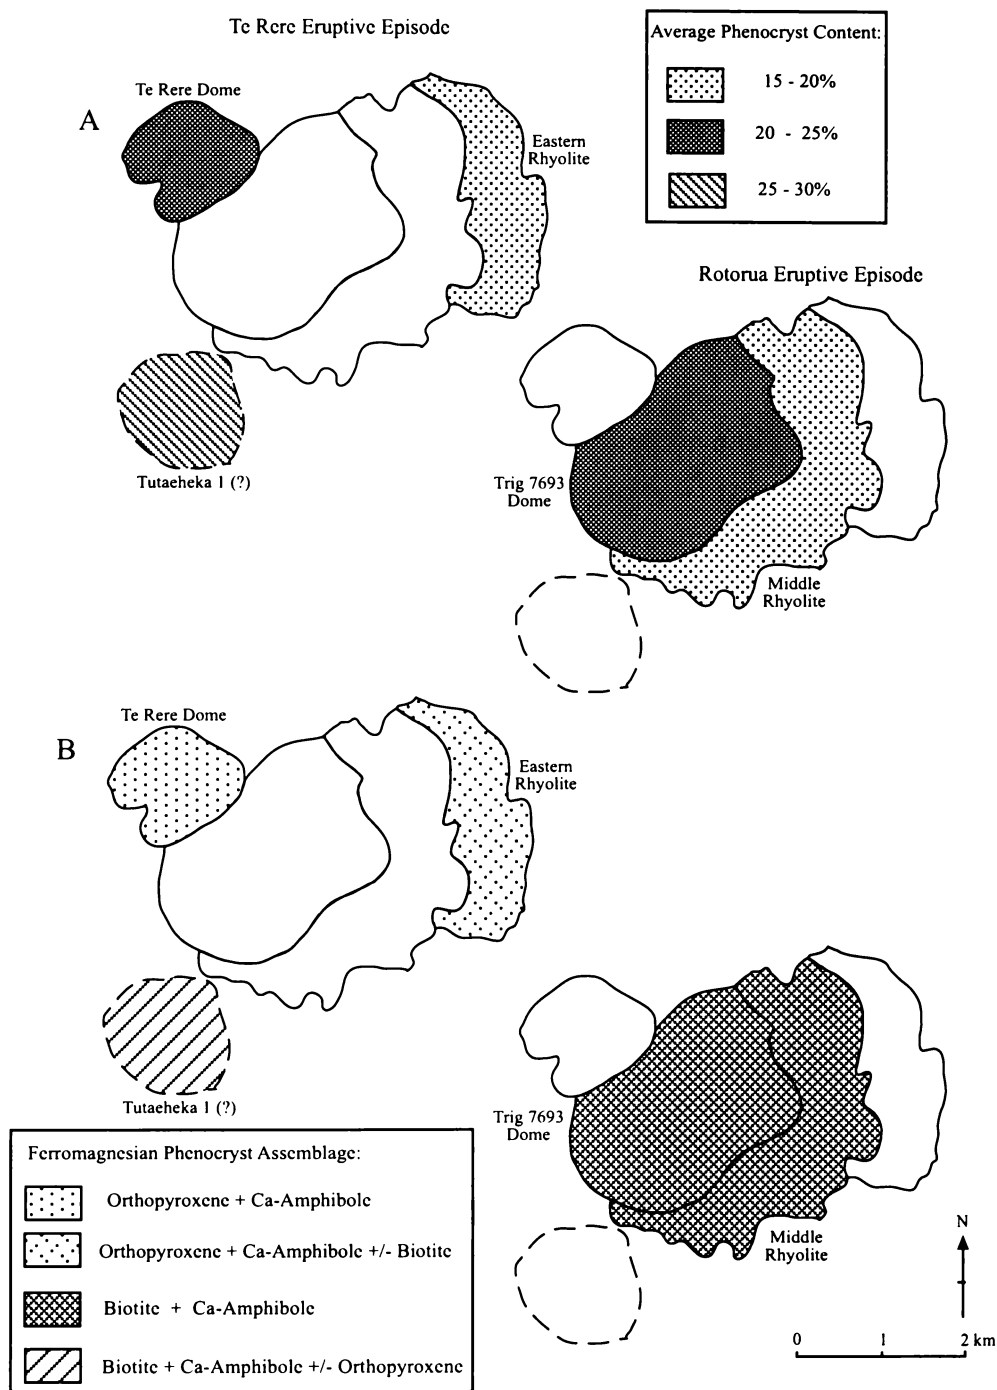 Te Rere Eruptive Episode
Average Phenocryst Content:
15 - 20%
20 - 25%
25 - 30%
A
Te Rere Dome
Eastern
Rhyolite
Tutaeheka 1 (?)
Rotorua Eruptive Episode
Trig 7693
Dome
Middle
Rhyolite
B
Te Rere Dome
Eastern
Rhyolite
Tutaeheka 1 (?)
Trig 7693
Dome
Middle
Rhyolite
Ferromagnesian Phenocryst Assemblage:
Orthopyroxene + Ca-Amphibole
Orthopyroxene + Ca-Amphibole +/- Biotite
Biotite + Ca-Amphibole
Biotite + Ca-Amphibole +/- Orthopyroxene
N
0 1 2 km